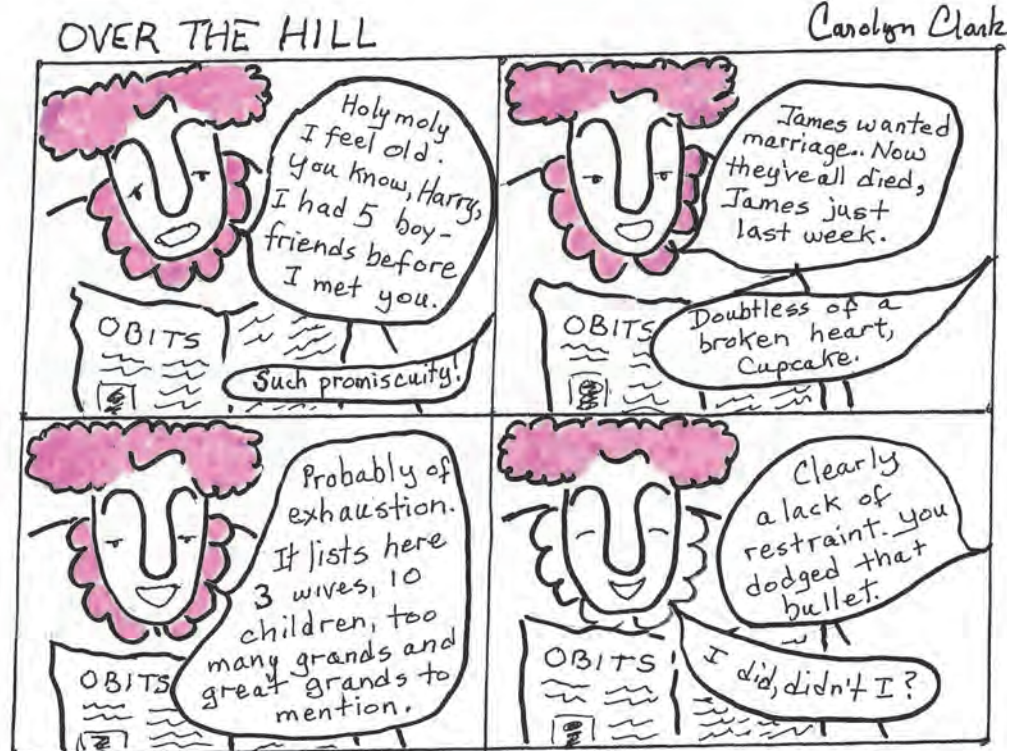 OVER THE HILL
Carolyn Clark
Holy moly
I feel old.
You know, Harry,
I had 5 boy-
friends before
I met you.
OBITS
Such promiscuity!
James wanted
marriage.. Now
they've all died,
James just
last week.
OBITS
Doubtless of a
broken heart,
Cupcake.
Probably of
exhaustion.
It lists here
3 wives, 10
children, too
many grands and
great grands to
mention.
OBITS
Clearly
a lack of
restraint. You
dodged that
bullet.
OBITS
I
did, didn't I?